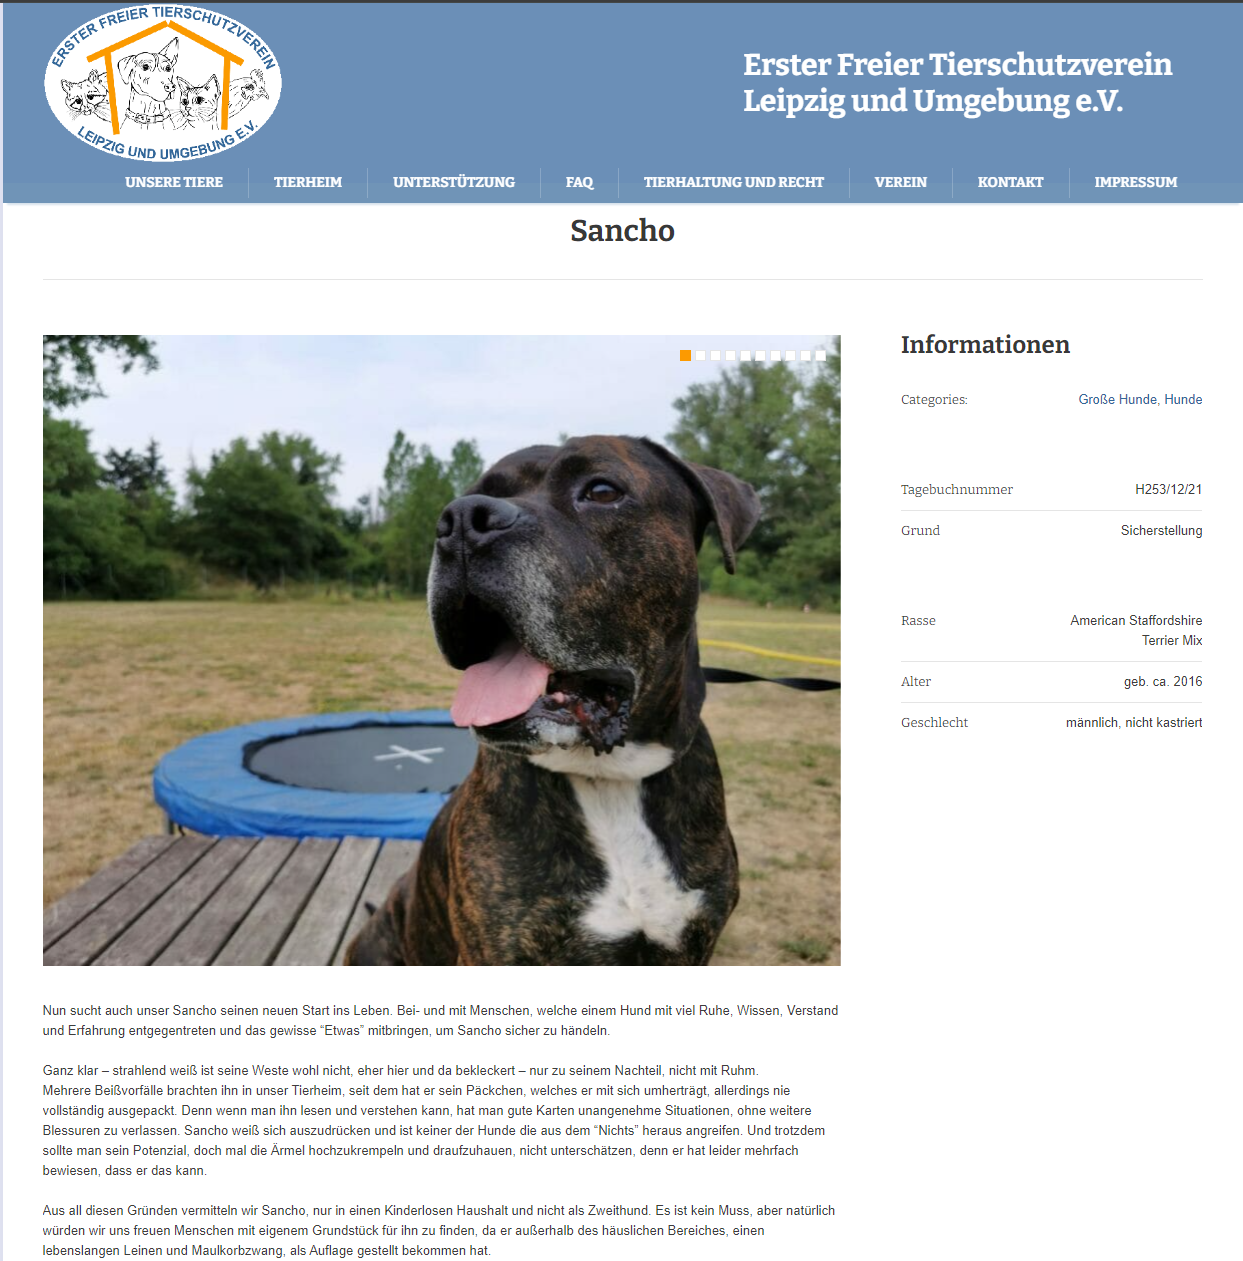 ERSTER FREIER TIERSCHUTZVEREIN
LEIPZIG UND UMGEBUNG E.V.
Erster Freier Tierschutzverein
Leipzig und Umgebung e.V.
UNSERE TIERE
TIERHEIM
UNTERSTÜTZUNG
FAQ
TIERHALTUNG UND RECHT
VEREIN
KONTAKT
IMPRESSUM
Sancho
Informationen
Categories: Große Hunde, Hunde
Tagebuchnummer H253/12/21
Grund Sicherstellung
Rasse American Staffordshire
Terrier Mix
Alter geb. ca. 2016
Geschlecht männlich, nicht kastriert
Nun sucht auch unser Sancho seinen neuen Start ins Leben. Bei- und mit Menschen, welche einem Hund mit viel Ruhe, Wissen, Verstand
und Erfahrung entgegentreten und das gewisse “Etwas” mitbringen, um Sancho sicher zu händeln.
Ganz klar – strahlend weiß ist seine Weste wohl nicht, eher hier und da bekleckert – nur zu seinem Nachteil, nicht mit Ruhm.
Mehrere Beißvorfälle brachten ihn in unser Tierheim, seit dem hat er sein Päckchen, welches er mit sich umherträgt, allerdings nie
vollständig ausgepackt. Denn wenn man ihn lesen und verstehen kann, hat man gute Karten unangenehme Situationen, ohne weitere
Blessuren zu verlassen. Sancho weiß sich auszudrücken und ist keiner der Hunde die aus dem “Nichts” heraus angreifen. Und trotzdem
sollte man sein Potenzial, doch mal die Ärmel hochzukrempeln und draufzuhauen, nicht unterschätzen, denn er hat leider mehrfach
bewiesen, dass er das kann.
Aus all diesen Gründen vermitteln wir Sancho, nur in einen Kinderlosen Haushalt und nicht als Zweithund. Es ist kein Muss, aber natürlich
würden wir uns freuen Menschen mit eigenem Grundstück für ihn zu finden, da er außerhalb des häuslichen Bereiches, einen
lebenslangen Leinen und Maulkorbzwang, als Auflage gestellt bekommen hat.